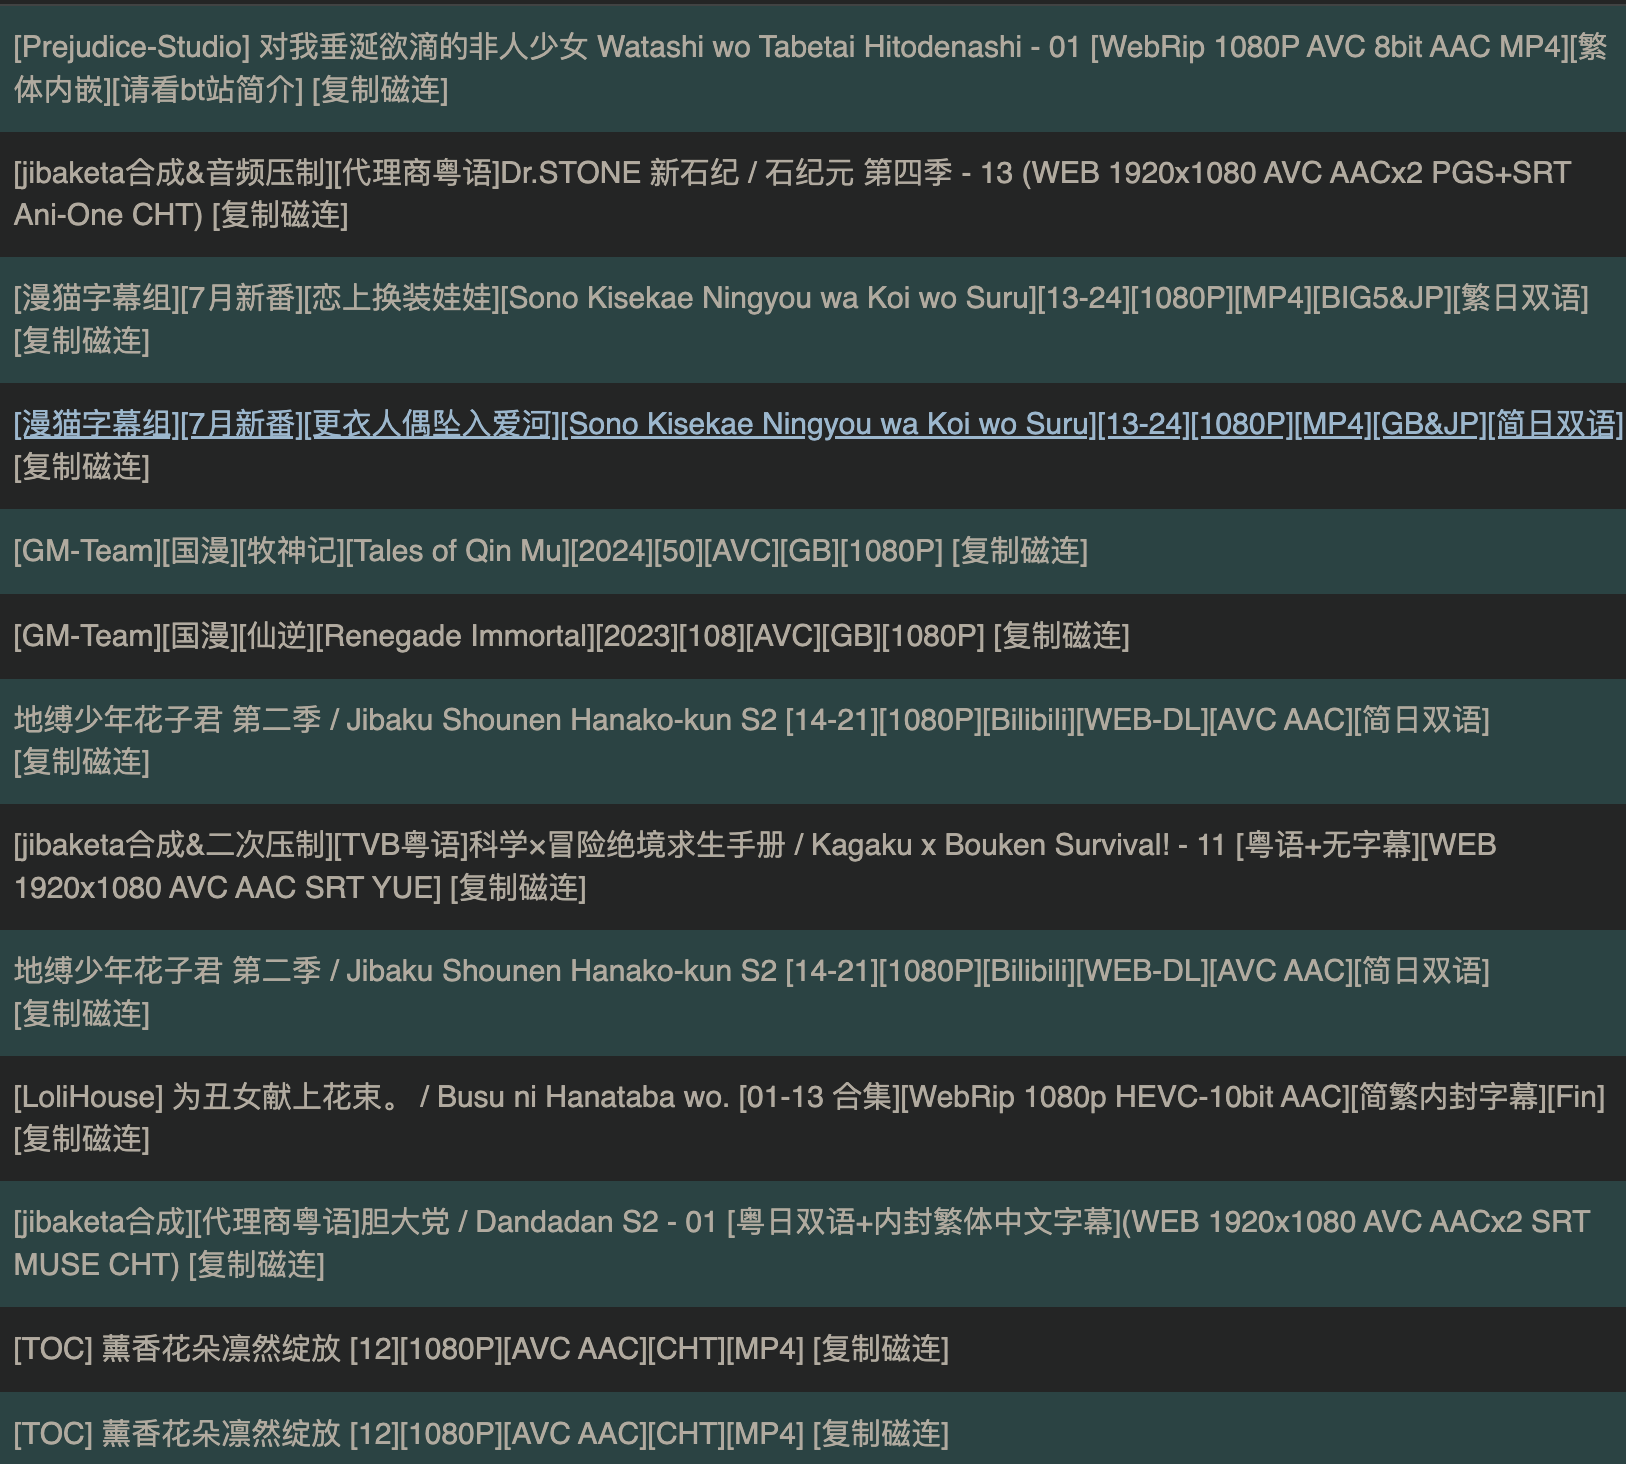 [Prejudice-Studio] 对我垂涎欲滴的非人少女 Watashi wo Tabetai Hitodenashi - 01 [WebRip 1080P AVC 8bit AAC MP4][繁
体内嵌][请看bt站简介] [复制磁连]
[jibaketa合成&音频压制][代理商粤语]Dr.STONE 新石纪 / 石纪元 第四季 - 13 (WEB 1920x1080 AVC AACx2 PGS+SRT
Ani-One CHT) [复制磁连]
[漫猫字幕组][7月新番][恋上换装娃娃][Sono Kisekae Ningyou wa Koi wo Suru][13-24][1080P][MP4][BIG5&JP][繁日双语]
[复制磁连]
[漫猫字幕组][7月新番][更衣人偶坠入爱河][Sono Kisekae Ningyou wa Koi wo Suru][13-24][1080P][MP4][GB&JP][简日双语]
[复制磁连]
[GM-Team][国漫][牧神记][Tales of Qin Mu][2024][50][AVC][GB][1080P] [复制磁连]
[GM-Team][国漫][仙逆][Renegade Immortal][2023][108][AVC][GB][1080P] [复制磁连]
地缚少年花子君 第二季 / Jibaku Shounen Hanako-kun S2 [14-21][1080P][Bilibili][WEB-DL][AVC AAC][简日双语]
[复制磁连]
[jibaketa合成&二次压制][TVB粤语]科学×冒险绝境求生手册 / Kagaku x Bouken Survival! - 11 [粤语+无字幕][WEB
1920x1080 AVC AAC SRT YUE] [复制磁连]
地缚少年花子君 第二季 / Jibaku Shounen Hanako-kun S2 [14-21][1080P][Bilibili][WEB-DL][AVC AAC][简日双语]
[复制磁连]
[LoliHouse] 为丑女献上花束。 / Busu ni Hanataba wo. [01-13 合集][WebRip 1080p HEVC-10bit AAC][简繁内封字幕][Fin]
[复制磁连]
[jibaketa合成][代理商粤语]胆大党 / Dandadan S2 - 01 [粤日双语+内封繁体中文字幕](WEB 1920x1080 AVC AACx2 SRT
MUSE CHT) [复制磁连]
[TOC] 薰香花朵凛然绽放 [12][1080P][AVC AAC][CHT][MP4] [复制磁连]
[TOC] 薰香花朵凛然绽放 [12][1080P][AVC AAC][CHT][MP4] [复制磁连]